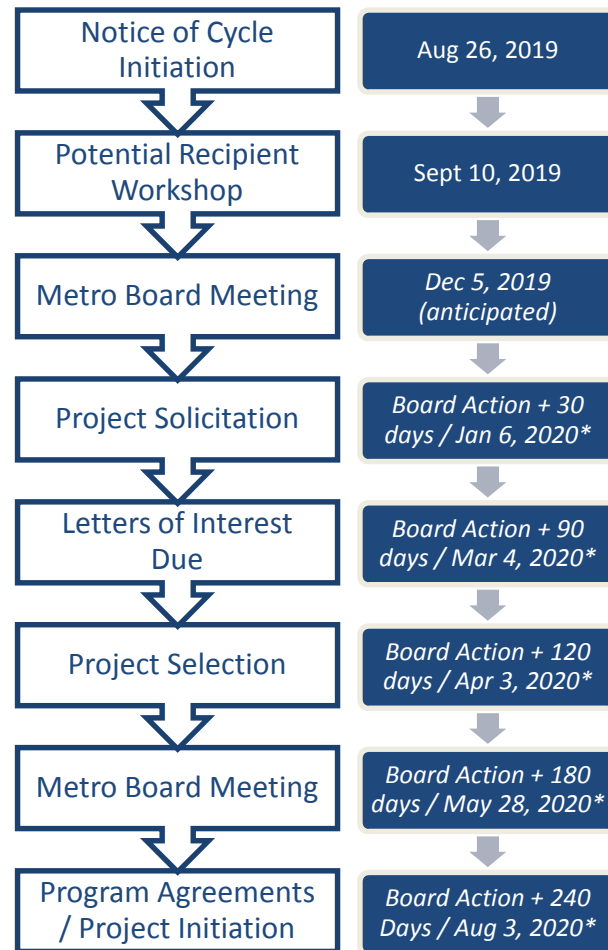 Notice of Cycle
Initiation
Aug 26, 2019
Potential Recipient
Workshop
Sept 10, 2019
Metro Board Meeting
Dec 5, 2019
(anticipated)
Project Solicitation
Board Action + 30
days / Jan 6, 2020*
Letters of Interest
Due
Board Action + 90
days / Mar 4, 2020*
Project Selection
Board Action + 120
days / Apr 3, 2020*
Metro Board Meeting
Board Action + 180
days / May 28, 2020*
Program Agreements
/ Project Initiation
Board Action + 240
Days / Aug 3, 2020*